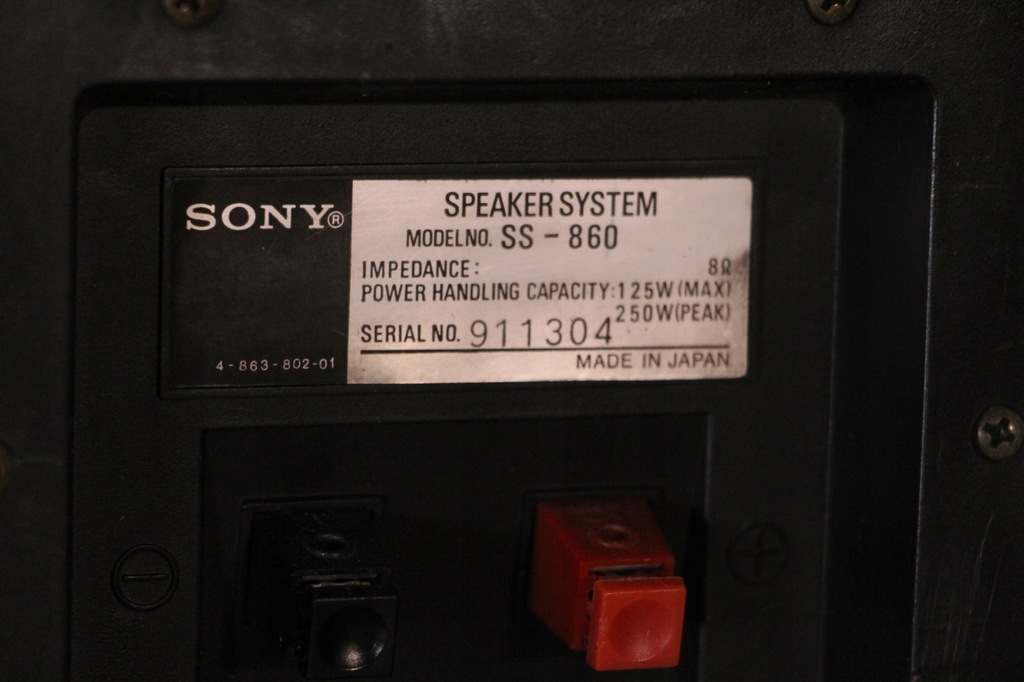 SONY®
4-863-802-01
SPEAKER SYSTEM
MODEL NO. SS-860
IMPEDANCE: 8Ω
POWER HANDLING CAPACITY: 125W (MAX)
250W (PEAK)
SERIAL NO. 911304
MADE IN JAPAN